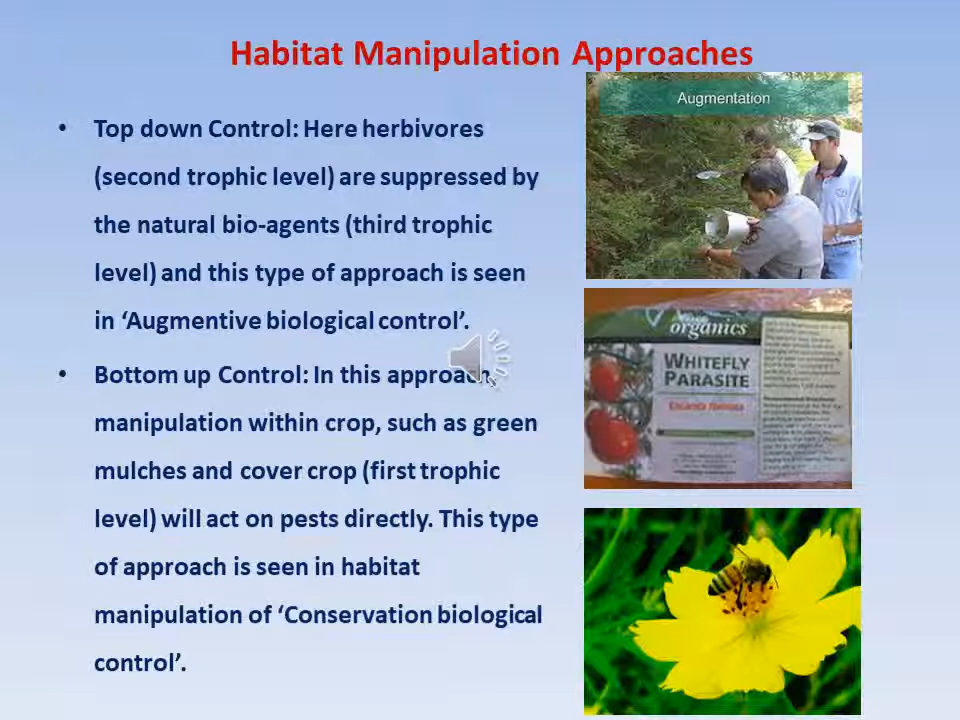 Habitat Manipulation Approaches
• Top down Control: Here herbivores
(second trophic level) are suppressed by
the natural bio-agents (third trophic
level) and this type of approach is seen
in ‘Augmentive biological control’.
• Bottom up Control: In this approach,
manipulation within crop, such as green
mulches and cover crop (first trophic
level) will act on pests directly. This type
of approach is seen in habitat
manipulation of ‘Conservation biological
control’.
Augmentation
organics
WHITEFLY
PARASITE